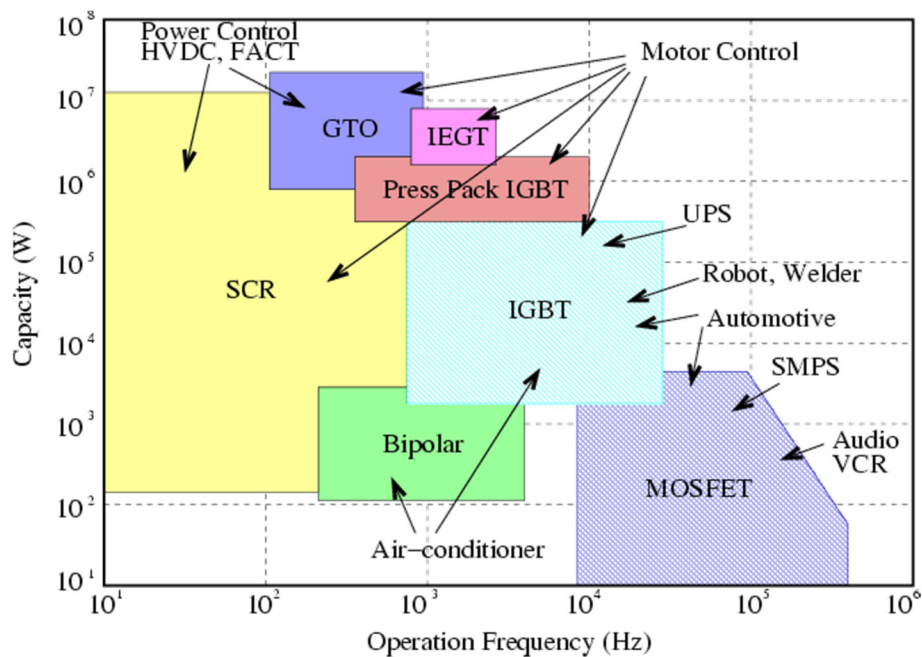 10^8
Power Control
HVDC, FACT
Motor Control
10^7
GTO
IEGT
10^6
Press Pack IGBT
UPS
Capacity (W)
10^5
SCR
Robot, Welder
IGBT
Automotive
10^4
SMPS
10^3
Bipolar
Audio
VCR
MOSFET
10^2
Air-conditioner
10^1
10^1
10^2
10^3
10^4
10^5
10^6
Operation Frequency (Hz)